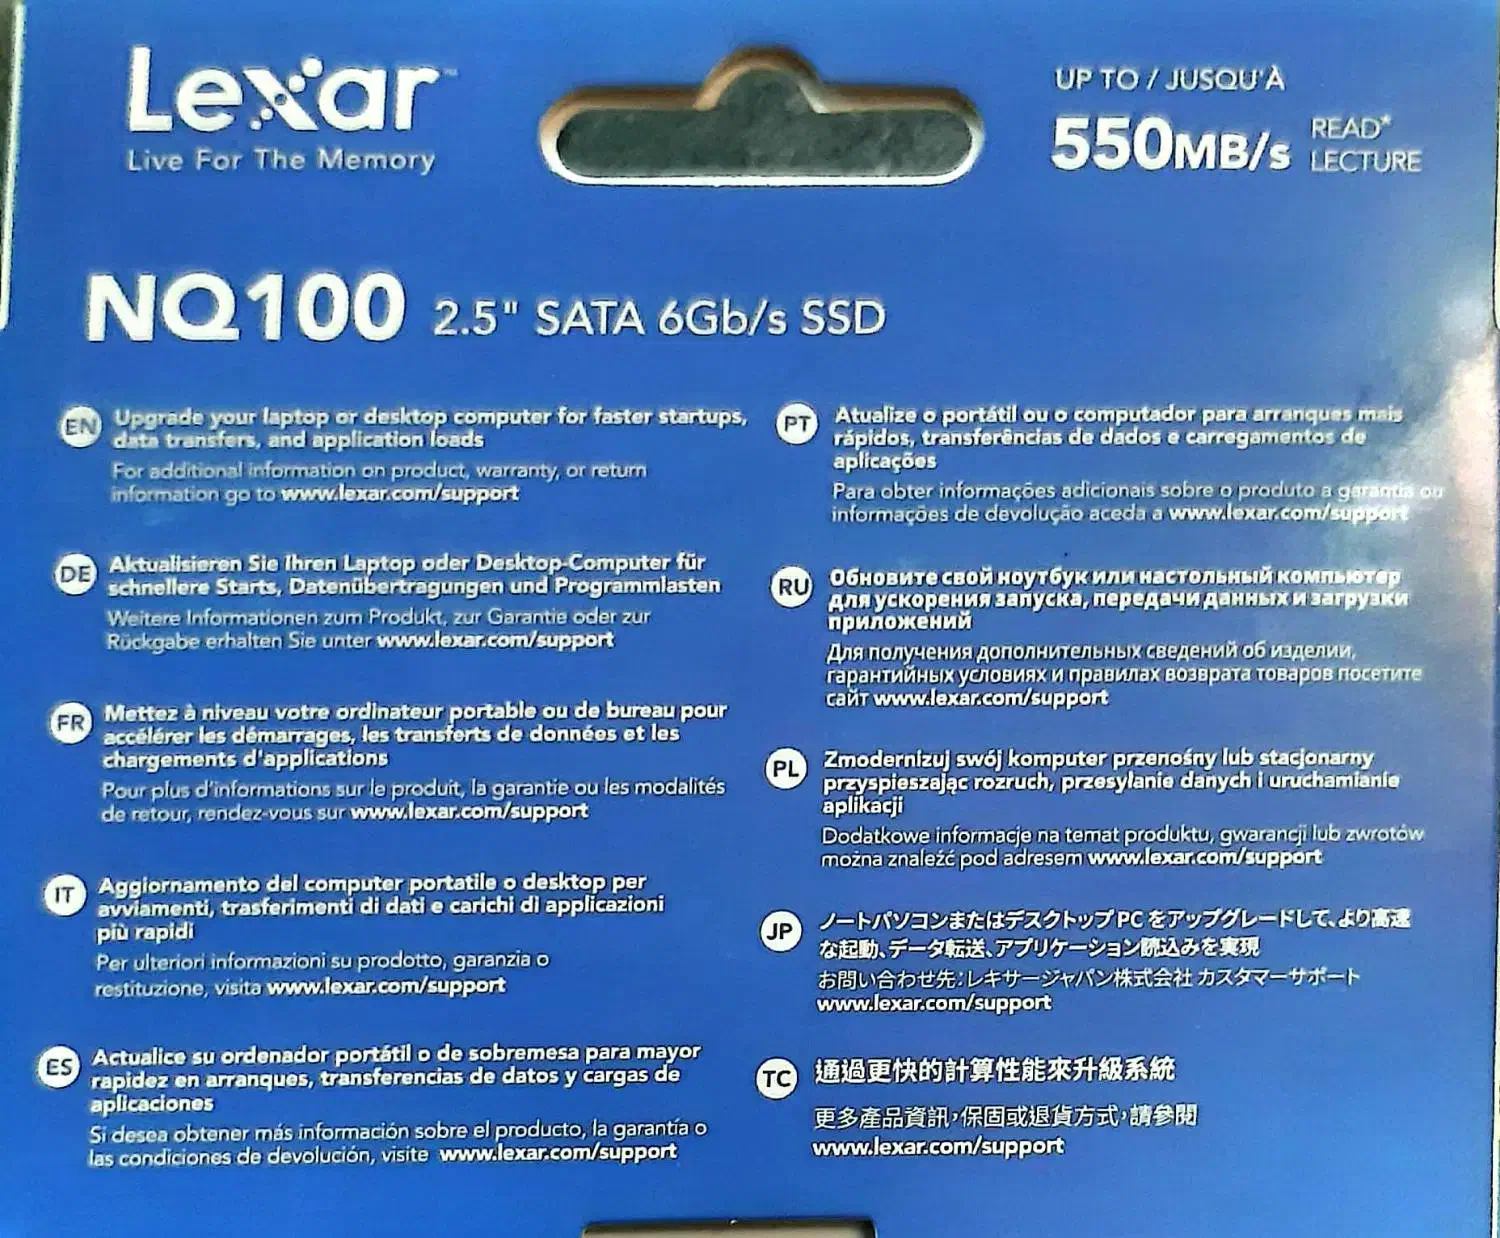 Lexar™
Live For The Memory
UP TO / JUSQU'À
550MB/s READ*
LECTURE
NQ100 2.5" SATA 6Gb/s SSD
EN Upgrade your laptop or desktop computer for faster startups,
data transfers, and application loads
For additional information on product, warranty, or return
information go to www.lexar.com/support
DE Aktualisieren Sie Ihren Laptop oder Desktop-Computer für
schnellere Starts, Datenübertragungen und Programmlasten
Weitere Informationen zum Produkt, zur Garantie oder zur
Rückgabe erhalten Sie unter www.lexar.com/support
FR Mettez à niveau votre ordinateur portable ou de bureau pour
accélérer les démarrages, les transferts de données et les
chargements d'applications
Pour plus d'informations sur le produit, la garantie ou les modalités
de retour, rendez-vous sur www.lexar.com/support
IT Aggiornamento del computer portatile o desktop per
avviamenti, trasferimenti di dati e carichi di applicazioni
più rapidi
Per ulteriori informazioni su prodotto, garanzia o
restituzione, visita www.lexar.com/support
ES Actualice su ordenador portátil o de sobremesa para mayor
rapidez en arranques, transferencias de datos y cargas de
aplicaciones
Si desea obtener más información sobre el producto, la garantía o
las condiciones de devolución, visite www.lexar.com/support
PT Atualize o portátil ou o computador para arranques mais
rápidos, transferências de dados e carregamentos de
aplicações
Para obter informações adicionais sobre o produto a garantia ou
informações de devolução aceda a www.lexar.com/support
RU Обновите свой ноутбук или настольный компьютер
для ускорения запуска, передачи данных и загрузки
приложений
Для получения дополнительных сведений об изделии,
гарантийных условиях и правилах возврата товаров посетите
сайт www.lexar.com/support
PL Zmodernizuj swój komputer przenośny lub stacjonarny
przyspieszając rozruch, przesyłanie danych i uruchamianie
aplikacji
Dodatkowe informacje na temat produktu, gwarancji lub zwrotów
można znaleźć pod adresem www.lexar.com/support
JP ノートパソコンまたはデスクトップPCをアップグレードして、より高速
な起動、データ転送、アプリケーション読込みを実現
お問い合わせ先：レキサージャパン株式会社 カスタマーサポート
www.lexar.com/support
TC 通過更快的計算性能來升級系統
更多產品資訊，保固或退貨方式，請參閱
www.lexar.com/support